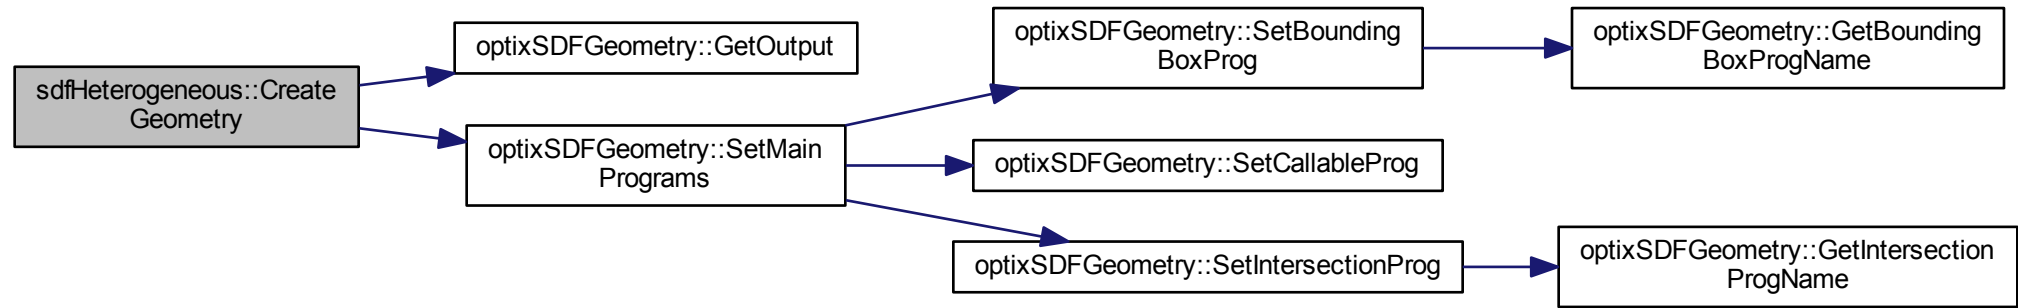 sdfHeterogeneous::Create
Geometry
optixSDFGeometry::GetOutput
optixSDFGeometry::SetMain
Programs
optixSDFGeometry::SetBounding
BoxProg
optixSDFGeometry::GetBounding
BoxProgName
optixSDFGeometry::SetCallableProg
optixSDFGeometry::SetIntersectionProg
optixSDFGeometry::GetIntersection
ProgName